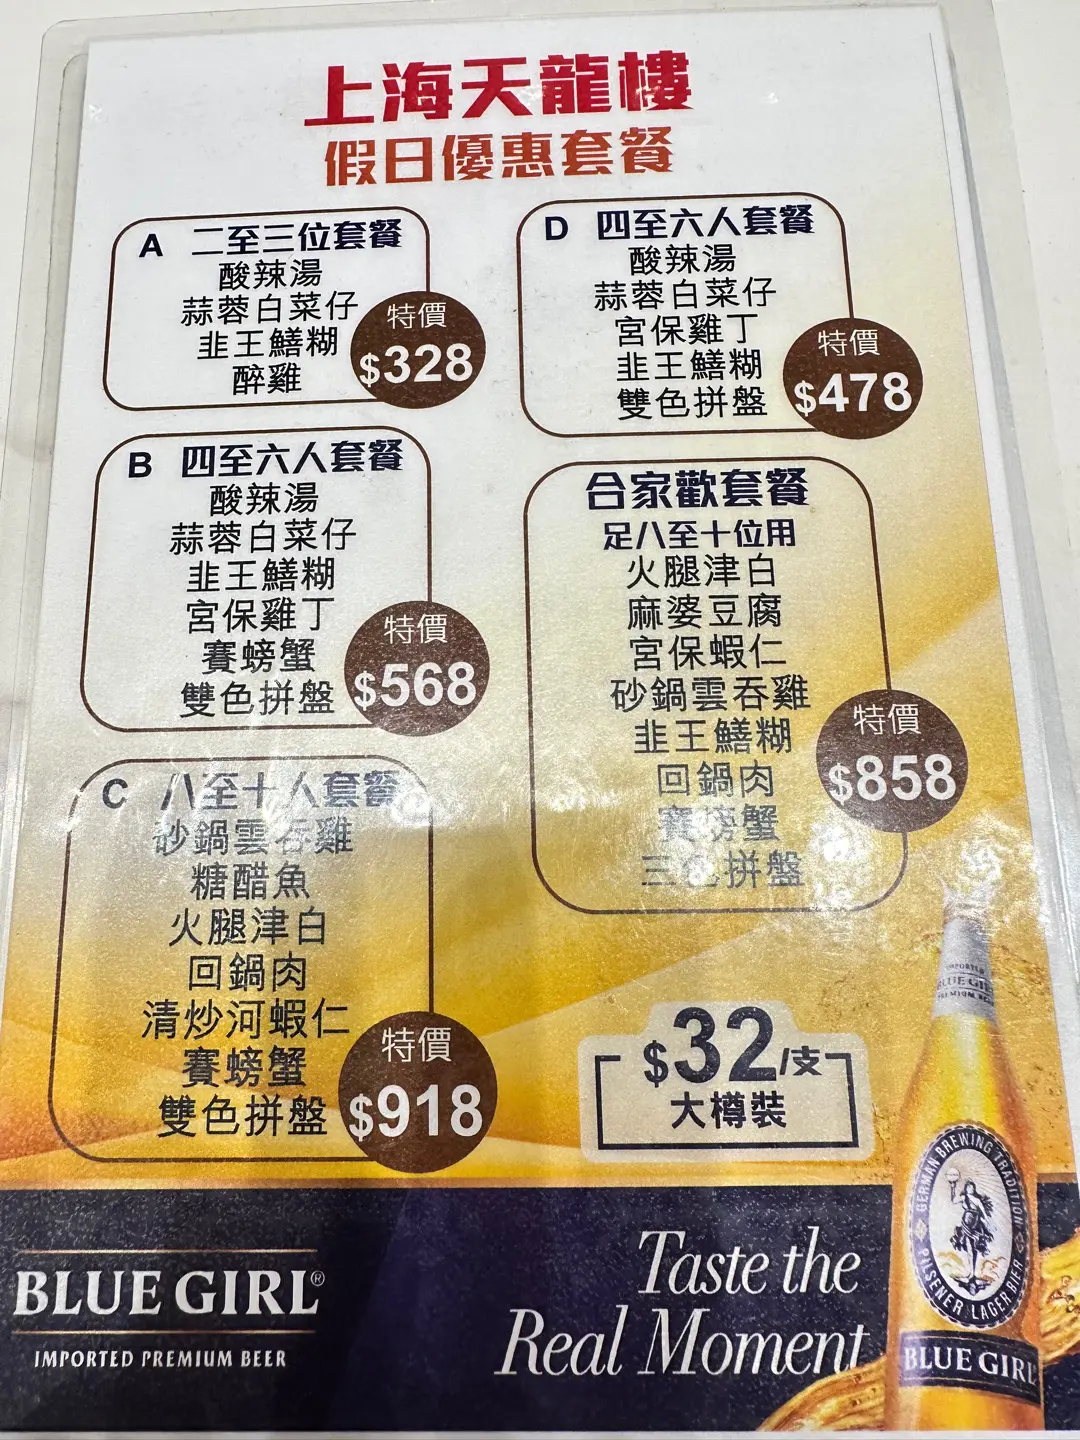 上海天龍樓
假日優惠套餐
A 二至三位套餐
酸辣湯
蒜蓉白菜仔
韭王鱔糊
醉雞
特價
$328
B 四至六人套餐
酸辣湯
蒜蓉白菜仔
韭王鱔糊
宮保雞丁
賽螃蟹
雙色拼盤
特價
$568
C 八至十人套餐
砂鍋雲吞雞
糖醋魚
火腿津白
回鍋肉
清炒河蝦仁
賽螃蟹
雙色拼盤
特價
$918
D 四至六人套餐
酸辣湯
蒜蓉白菜仔
宮保雞丁
韭王鱔糊
雙色拼盤
特價
$478
合家歡套餐
足八至十位用
火腿津白
麻婆豆腐
宮保蝦仁
砂鍋雲吞雞
韭王鱔糊
回鍋肉
賽螃蟹
三色拼盤
特價
$858
$32/支
大樽裝
BLUE GIRL®
IMPORTED PREMIUM BEER
Taste the
Real Moment
IMPORTED
BLUE GIRL
PREMIUM BEER
GERMAN BREWING TRADITION
PILSENER LAGER BIER
BLUE GIRL